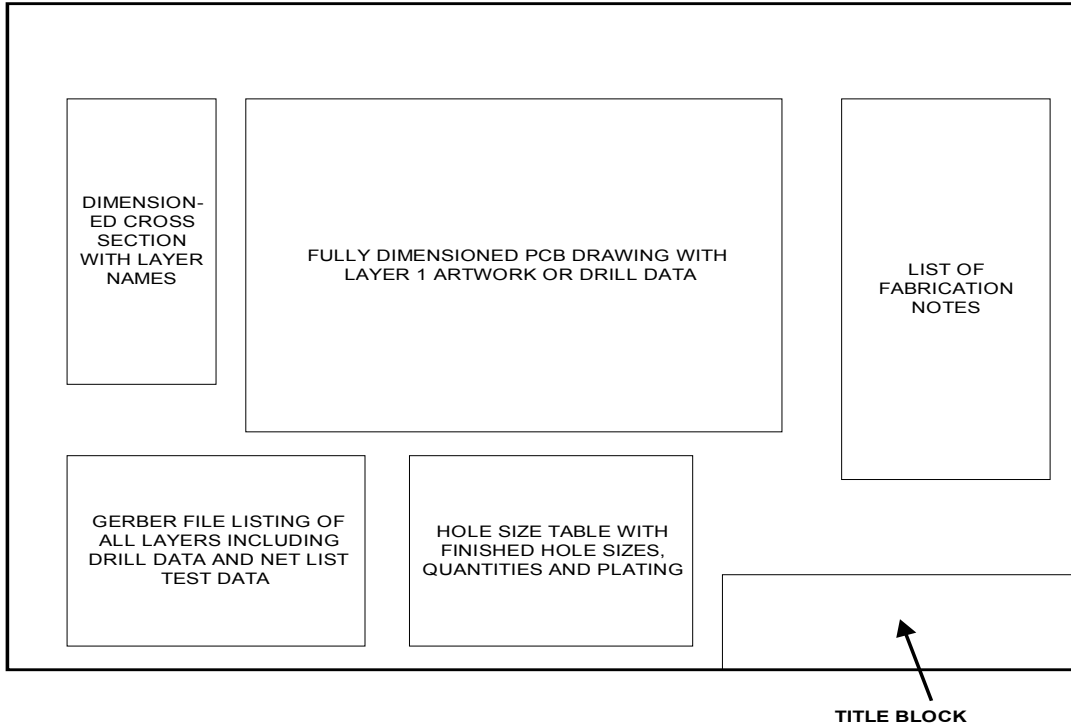 DIMENSION-
ED CROSS
SECTION
WITH LAYER
NAMES
FULLY DIMENSIONED PCB DRAWING WITH
LAYER 1 ARTWORK OR DRILL DATA
LIST OF
FABRICATION
NOTES
GERBER FILE LISTING OF
ALL LAYERS INCLUDING
DRILL DATA AND NET LIST
TEST DATA
HOLE SIZE TABLE WITH
FINISHED HOLE SIZES,
QUANTITIES AND PLATING
TITLE BLOCK